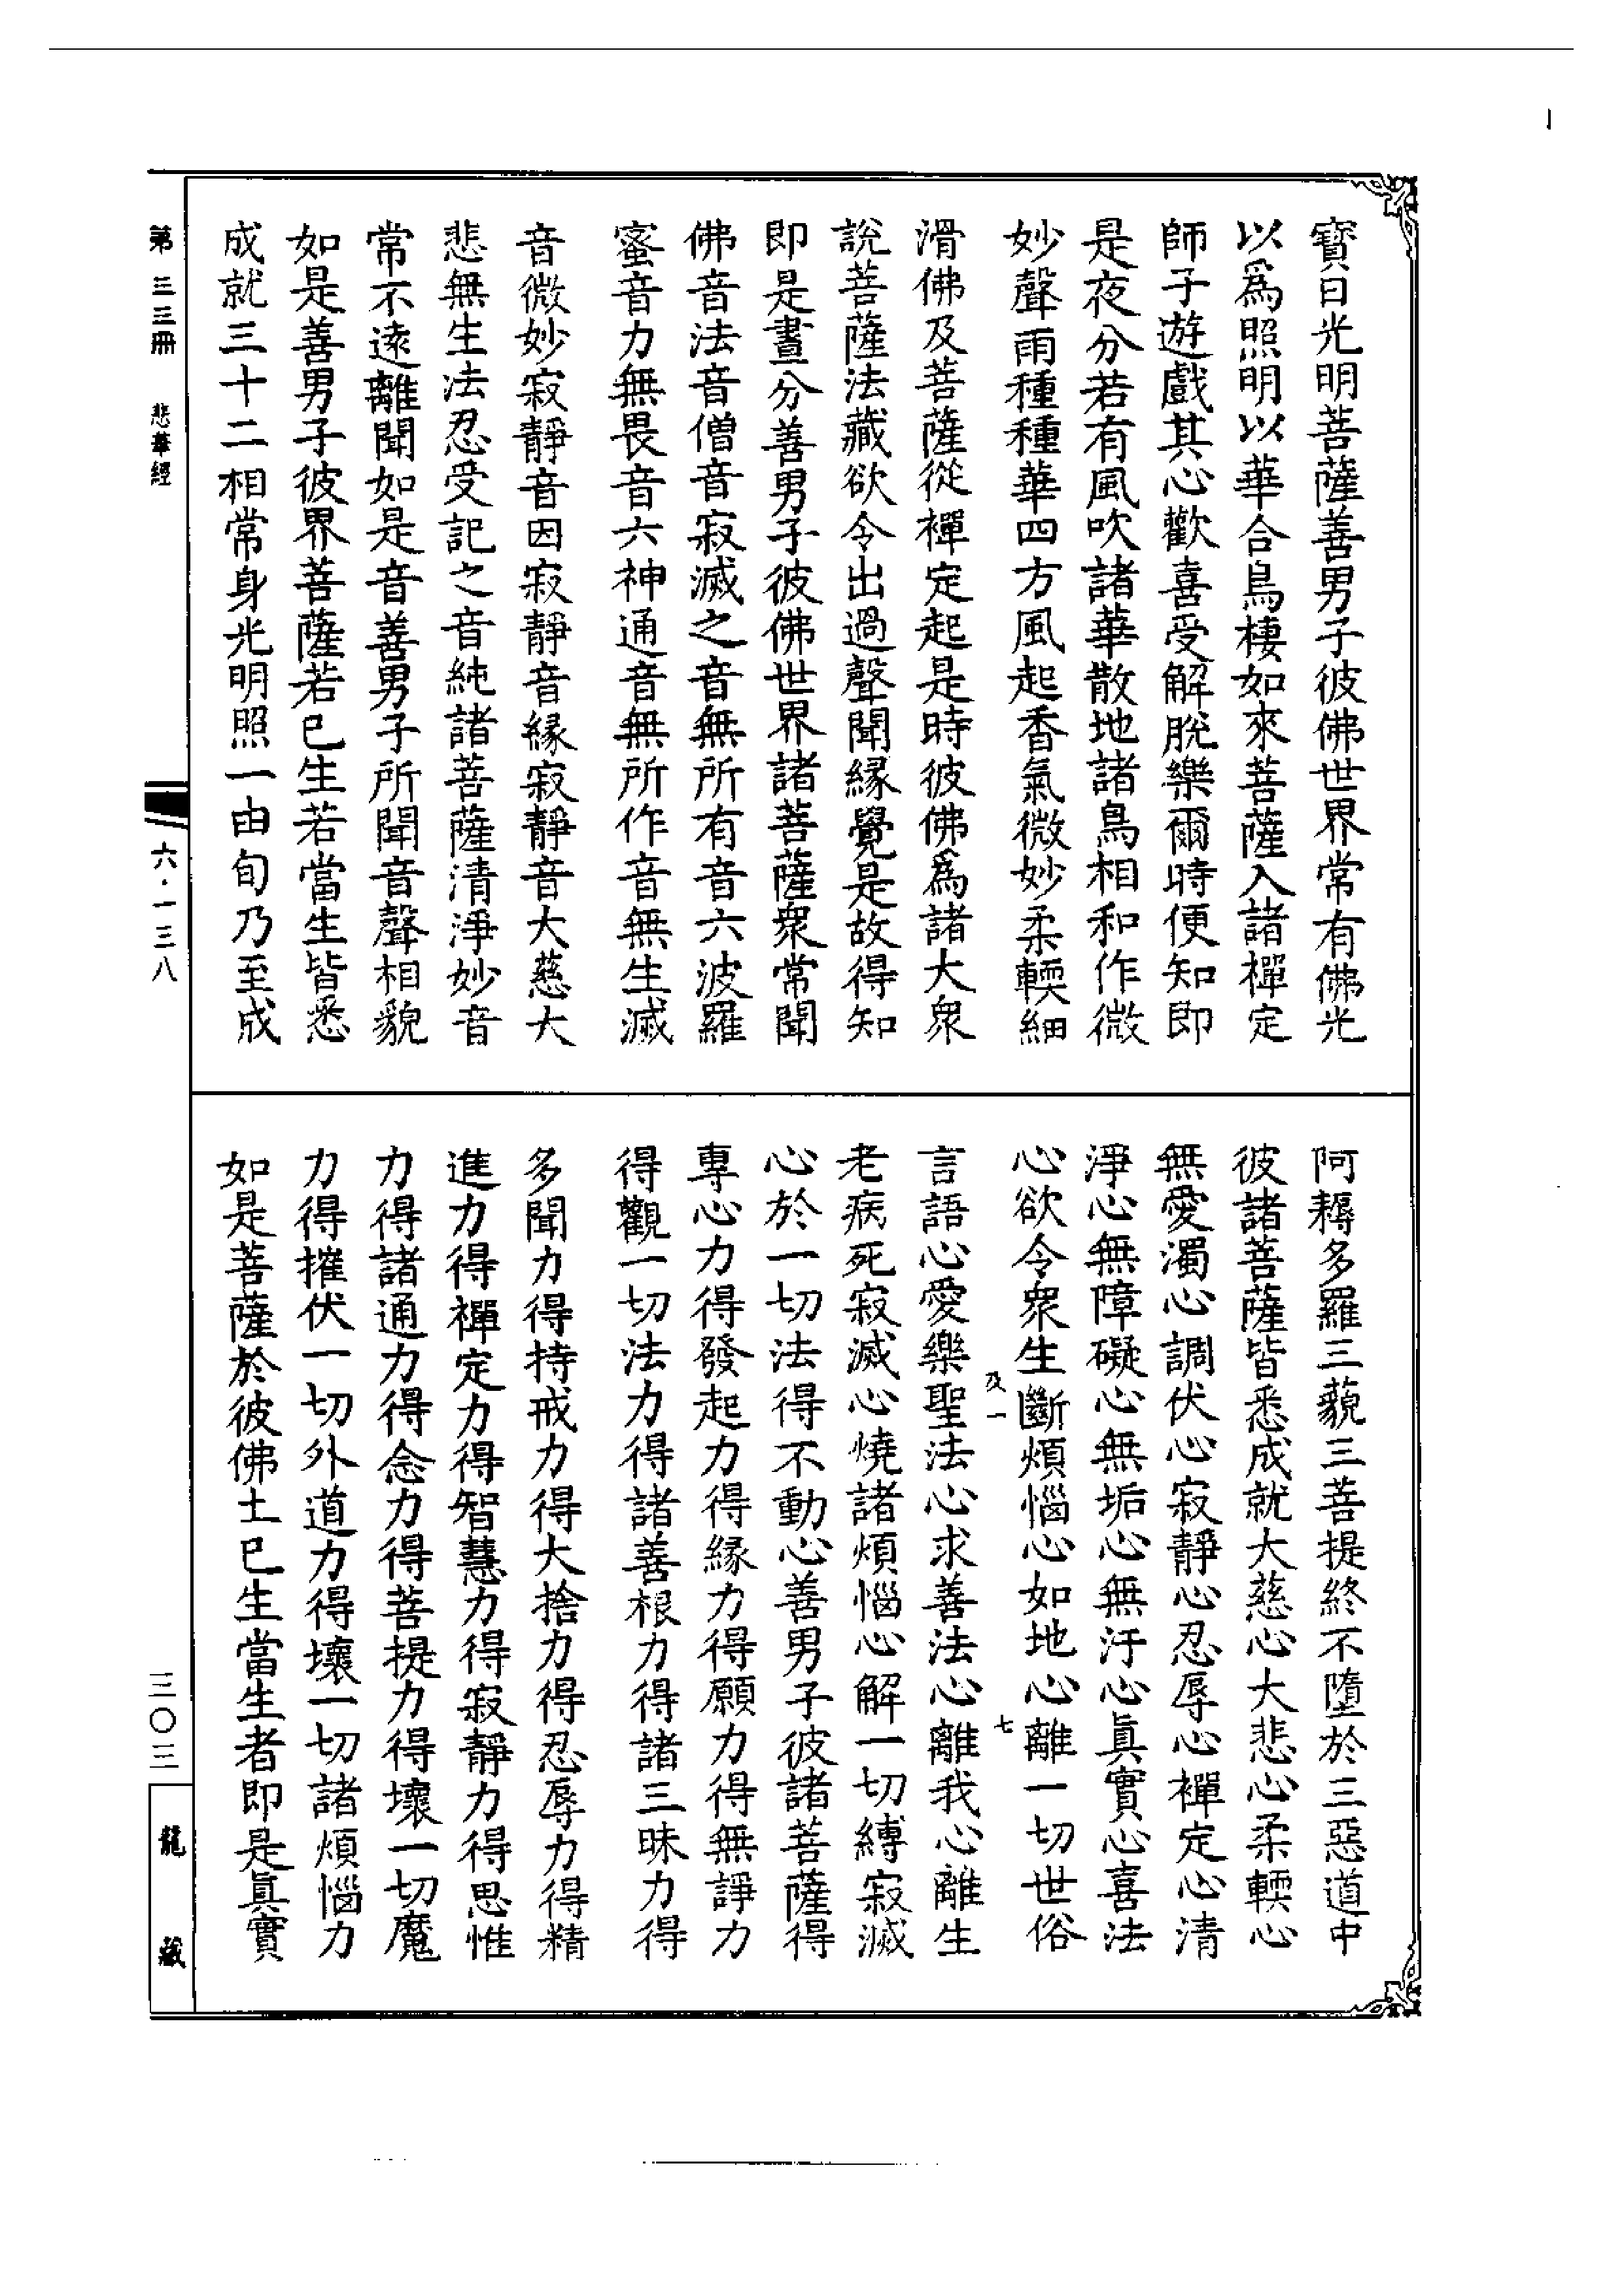 寶日光明菩薩善男子彼佛世界常有佛光
以爲照明以華合鳥棲如來菩薩入諸禪定
師子遊戲其心歡喜受解脫樂爾時便知即
是夜分若有風吹諸華散地諸鳥相和作微
妙聲雨種種華四方風起香氣微妙柔輭細
滑佛及菩薩從禪定起是時彼佛爲諸大衆
說菩薩法藏欲令出過聲聞緣覺是故得知
即是晝分善男子彼佛世界諸菩薩衆常聞
佛音法音僧音寂滅之音無所有音六波羅
蜜音力無畏音六神通音無所作音無生滅
音微妙寂靜音因寂靜音緣寂靜音大慈大
悲無生法忍受記之音純諸菩薩清淨妙音
常不遠離聞如是音善男子所聞音聲相貌
如是善男子彼界菩薩若已生若當生皆悉
成就三十二相常身光明照一由旬乃至成
阿耨多羅三藐三菩提終不墮於三惡道中
彼諸菩薩皆悉成就大慈心大悲心柔輭心
無愛濁心調伏心寂靜心忍辱心禪定心清
淨心無障礙心無垢心無汙心真實心喜法
心欲令衆生斷煩惱心如地心離一切世俗
及一 七
言語心愛樂聖法心求善法心離我心離生
老病死寂滅心燒諸煩惱心解一切縛寂滅
心於一切法得不動心善男子彼諸菩薩得
專心力得發起力得緣力得願力得無諍力
得觀一切法力得諸善根力得諸三昧力得
多聞力得持戒力得大捨力得忍辱力得精
進力得禪定力得智慧力得寂靜力得思惟
力得諸通力得念力得菩提力得壞一切魔
力得摧伏一切外道力得壞一切諸煩惱力
如是菩薩於彼佛土已生當生者即是眞實
第三三冊 悲華經
六·一三八
三〇三
龍藏